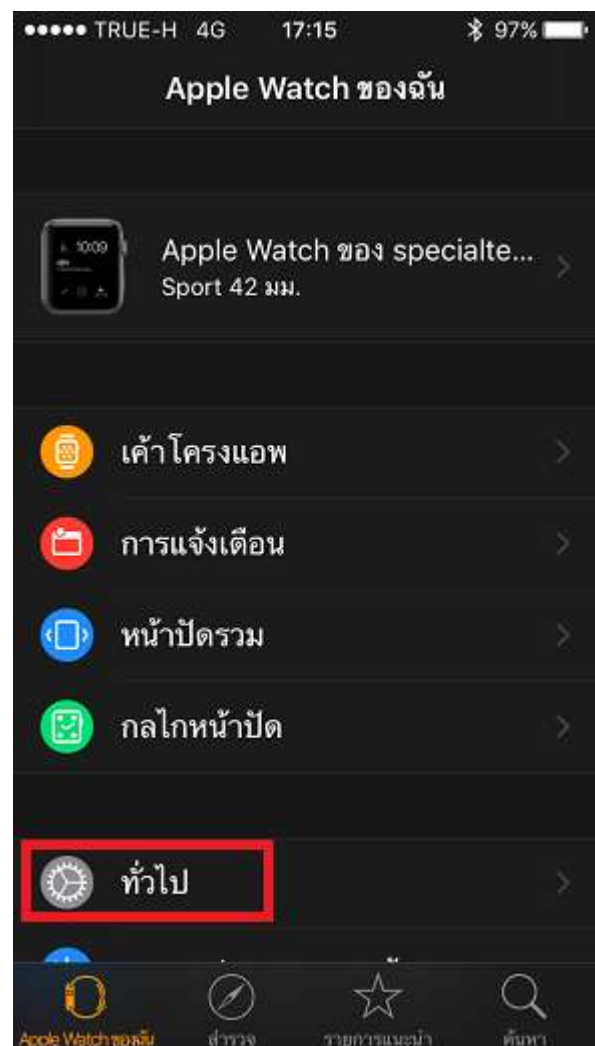 TRUE-H 4G 17:15 97%
Apple Watch ของฉัน
10:09
Apple Watch ของ specialte...
Sport 42 มม.
เค้าโครงแอพ
การแจ้งเตือน
หน้าปัดรวม
กลไกหน้าปัด
ทั่วไป
Apple Watch ของฉัน สำรวจ รายการแนะนำ ค้นหา